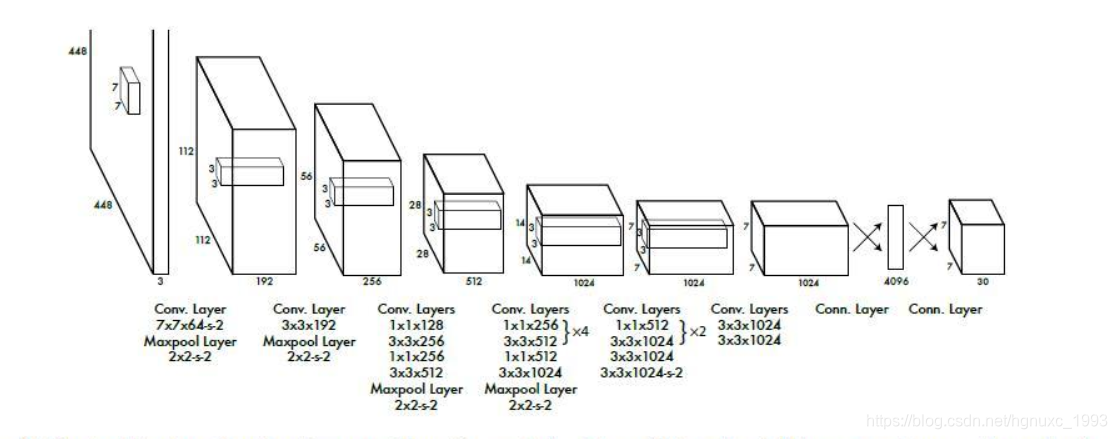 448
7
7
448
3
112
3
3
112
192
56
3
3
56
256
28
3
3
28
512
14
3
3
14
1024
7
3
3
7
1024
7
7
1024
4096
7
7
30
Conv. Layer
7x7x64-s-2
Maxpool Layer
2x2-s-2
Conv. Layer
3x3x192
Maxpool Layer
2x2-s-2
Conv. Layers
1x1x128
3x3x256
1x1x256
3x3x512
Maxpool Layer
2x2-s-2
Conv. Layers
1x1x256
3x3x512
}×4
1x1x512
3x3x1024
Maxpool Layer
2x2-s-2
Conv. Layers
1x1x512
3x3x1024
}×2
3x3x1024
3x3x1024-s-2
Conv. Layers
3x3x1024
3x3x1024
Conn. Layer
Conn. Layer
https://blog.csdn.net/hgnuxc_1993